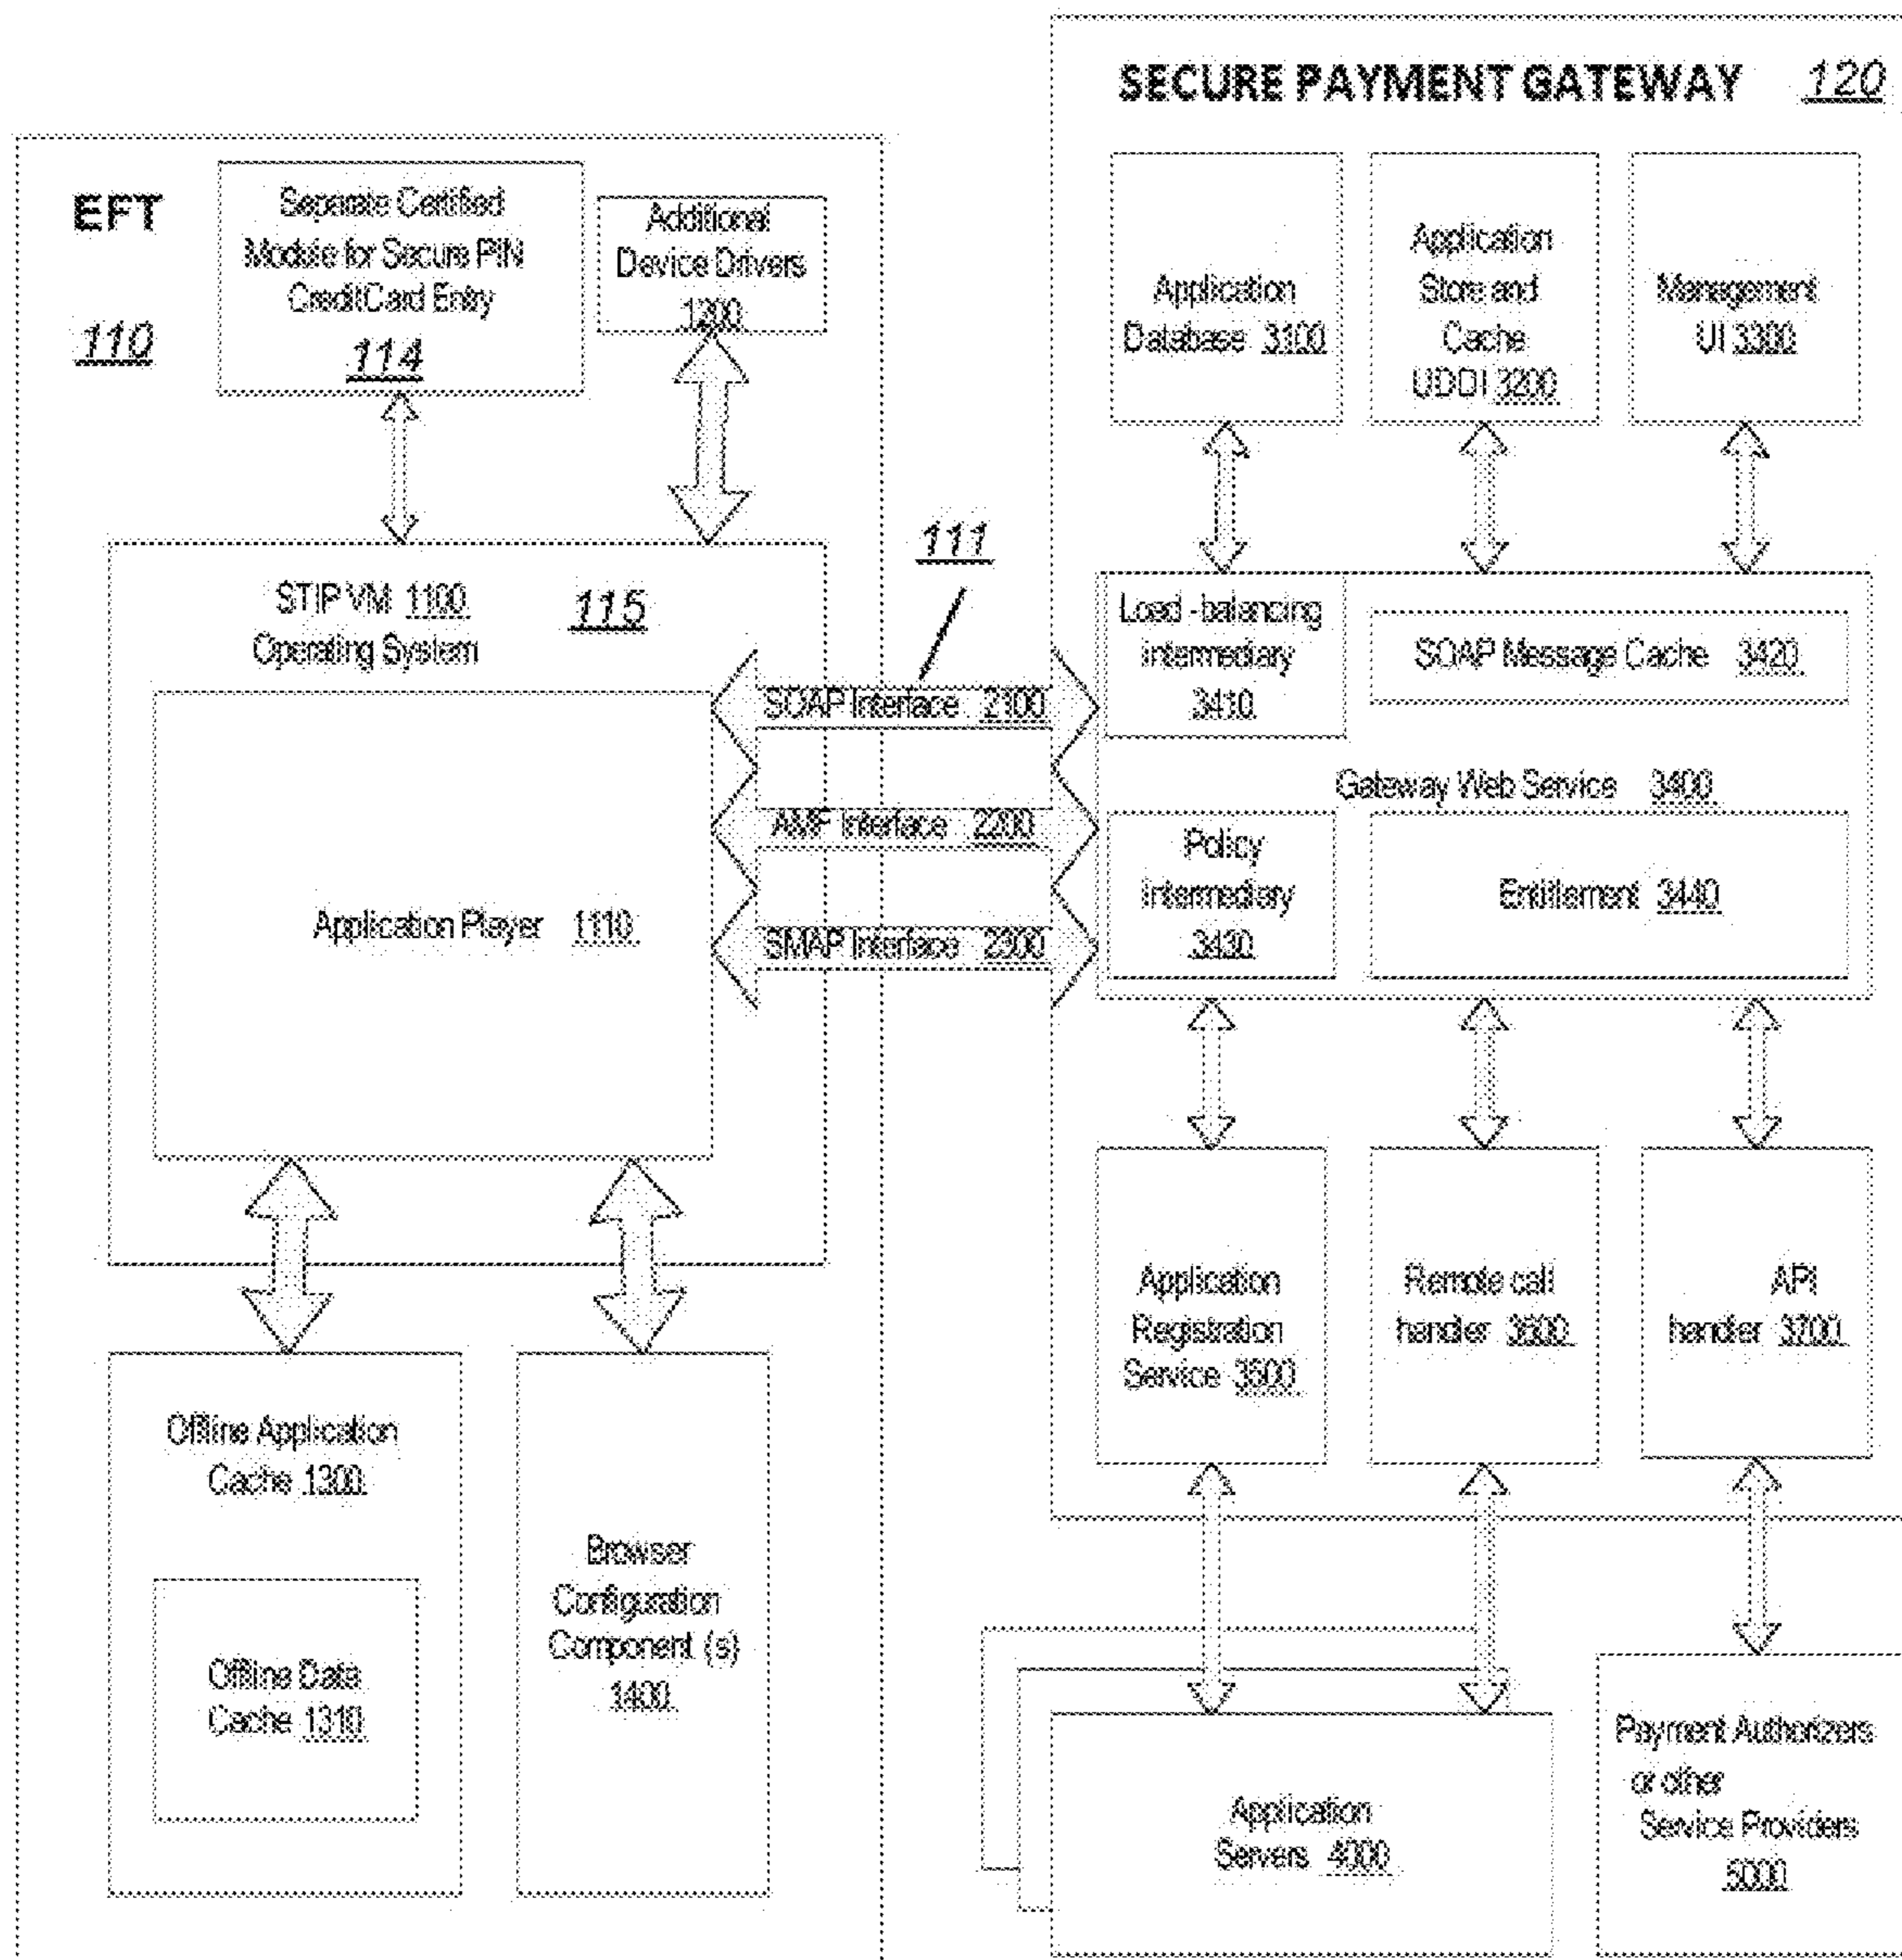 SECURE PAYMENT GATEWAY 120
EFT
110
Separate Certified
Module for Secure PIN
CreditCard Entry
114
Additional
Device Drivers
1200
Application
Database 3100
Application
Store and
Cache
UDDI 3200
Management
UI 3300
111
STIP VM 1100
Operating System
115
Load -balancing
intermediary
3410
SOAP Message Cache 3420
SOAP Interface 2100
Gateway Web Service 3400
AMF Interface 2200
Policy
intermediary
3430
Entitlement 3440
Application Player 1110
SMAP Interface 2300
Application
Registration
Service 3500
Remote call
handler 3600
API
handler 3700
Offline Application
Cache 1300
Offline Data
Cache 1310
Browser
Configuration
Component (s)
1400
Application
Servers 4000
Payment Authorizers
or other
Service Providers
5000